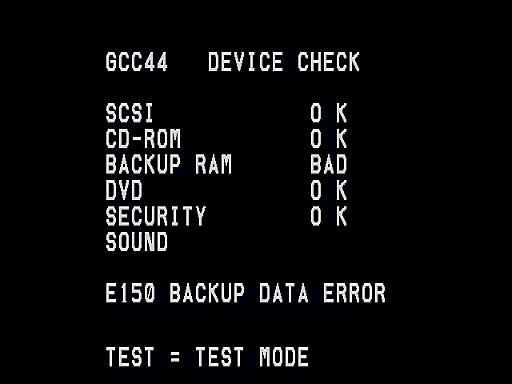 GCC44 DEVICE CHECK
SCSI O K
CD-ROM O K
BACKUP RAM BAD
DVD O K
SECURITY O K
SOUND
E150 BACKUP DATA ERROR
TEST = TEST MODE